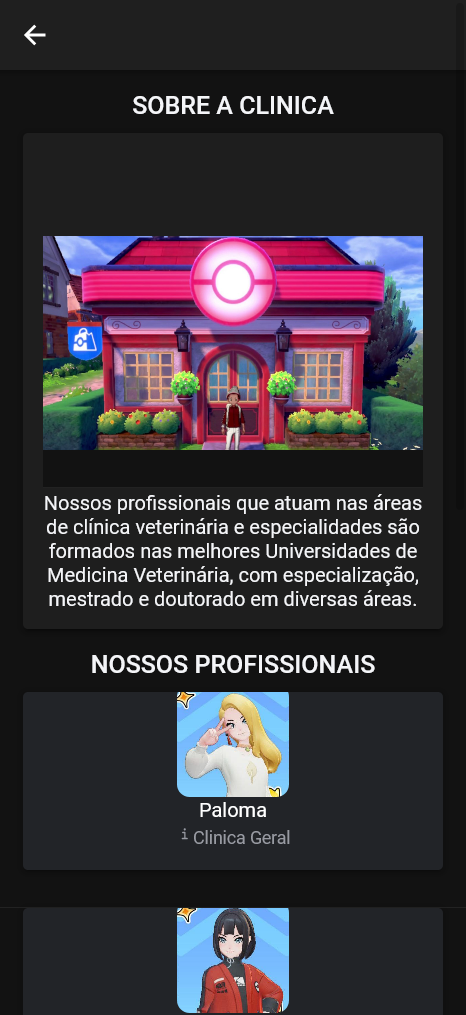 SOBRE A CLINICA
Nossos profissionais que atuam nas áreas
de clínica veterinária e especialidades são
formados nas melhores Universidades de
Medicina Veterinária, com especialização,
mestrado e doutorado em diversas áreas.
NOSSOS PROFISSIONAIS
Paloma
i Clinica Geral